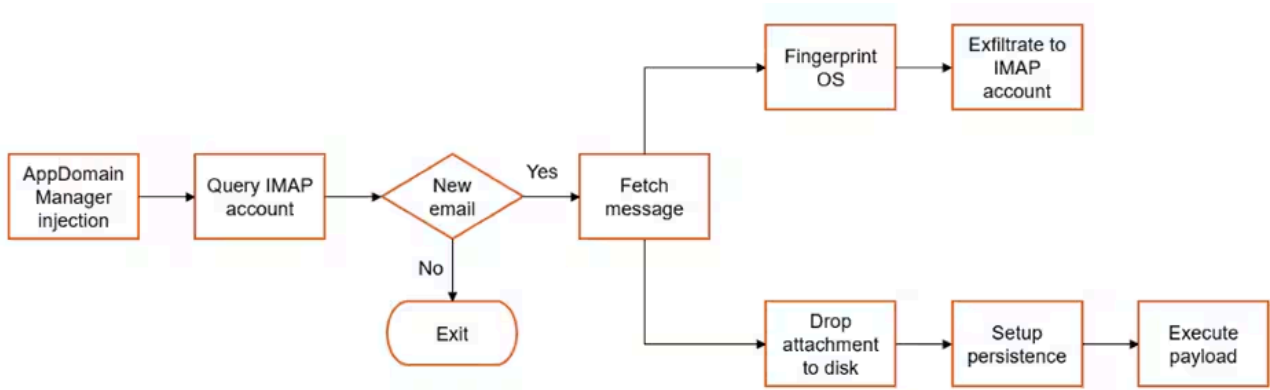 AppDomain
Manager
injection
Query IMAP
account
New
email
Yes
No
Exit
Fetch
message
Fingerprint
OS
Exfiltrate to
IMAP
account
Drop
attachment
to disk
Setup
persistence
Execute
payload